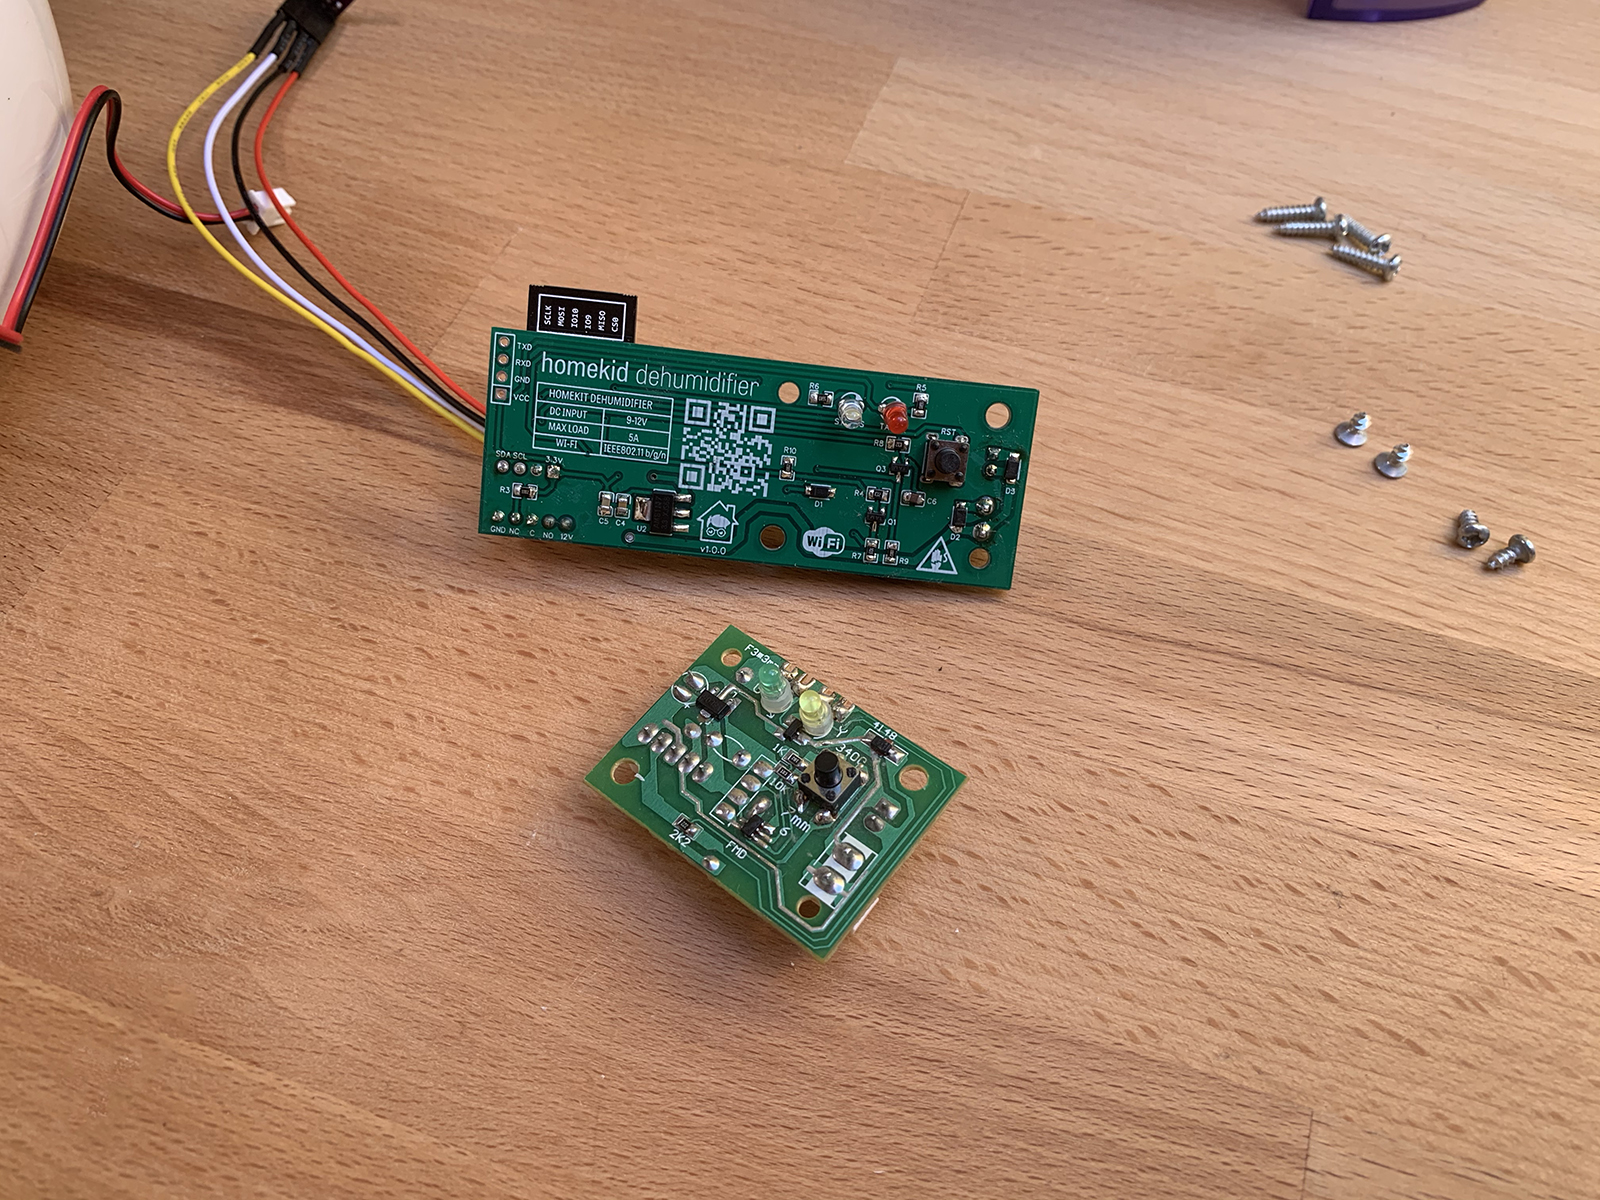 SCLK
MOSI
IO10
IO9
MISO
CS0
TXD
RXD
GND
VCC
homekid dehumidifier
HOMEKIT DEHUMIDIFIER
DC INPUT 9-12V
MAX LOAD 5A
WI-FI IEEE802.11 b/g/n
R6
R5
R8
RST
Q3
R10
D1
R4
C6
D3
SDA SCL 3.3V
R3
C5 C4 U2
Q1
D2
GND NC C NO 12V
v1.0.0
WiFi
R7
R9
4148
1K
2K2
FMD